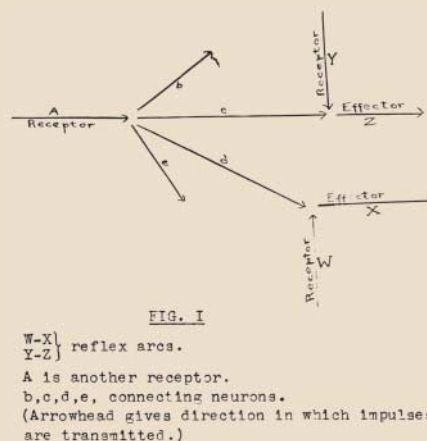 Receptor
Y
b
c
A
Receptor
Effector
Z
e
d
Effector
X
Receptor
W
FIG. I
W-X} reflex arcs.
Y-Z
A is another receptor.
b,c,d,e, connecting neurons.
(Arrowhead gives direction in which impulses
are transmitted.)